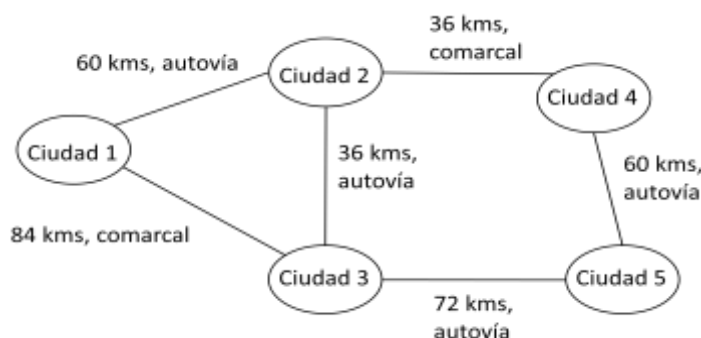 36 kms,
comarcal
60 kms, autovía
Ciudad 2
Ciudad 4
Ciudad 1
36 kms,
autovía
60 kms,
autovía
84 kms, comarcal
Ciudad 3
Ciudad 5
72 kms,
autovía